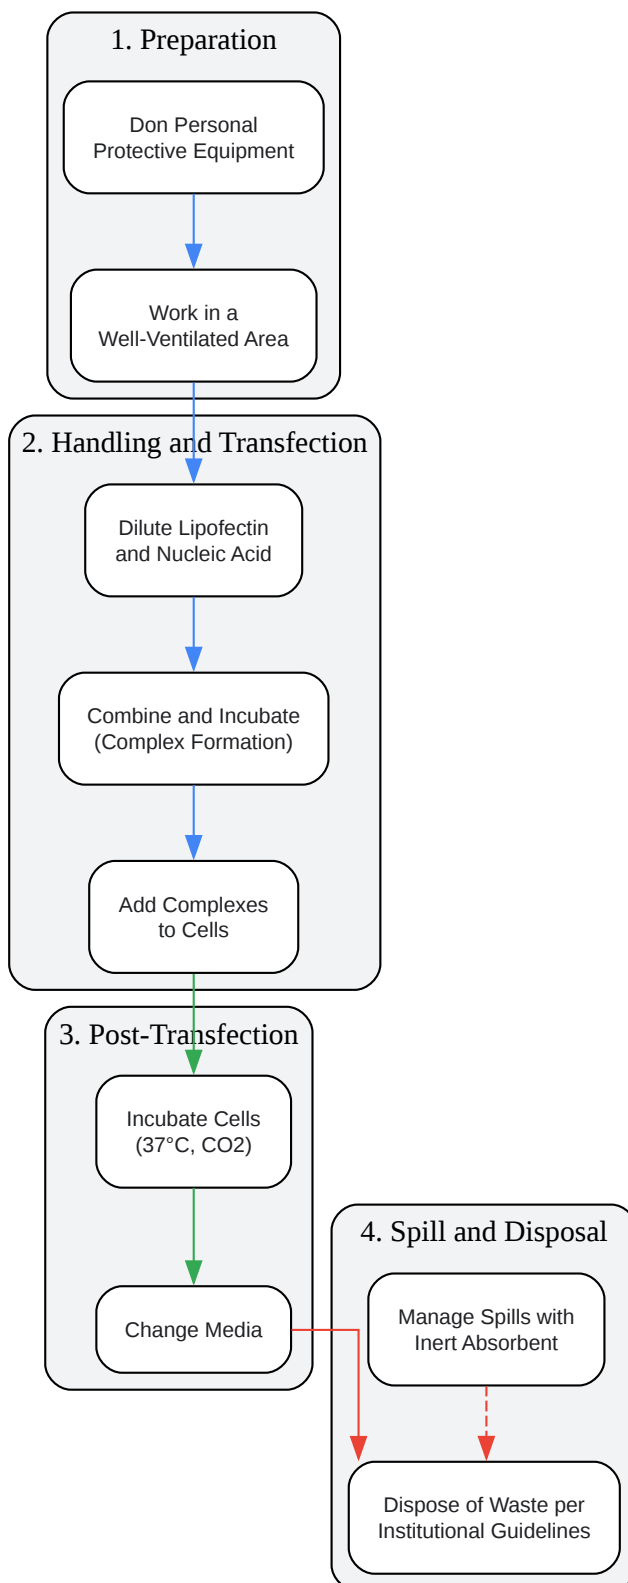 1. Preparation
Don Personal
Protective Equipment
Work in a
Well-Ventilated Area
2. Handling and Transfection
Dilute Lipofectin
and Nucleic Acid
Combine and Incubate
(Complex Formation)
Add Complexes
to Cells
3. Post-Transfection
Incubate Cells
(37°C, CO2)
Change Media
4. Spill and Disposal
Manage Spills with
Inert Absorbent
Dispose of Waste per
Institutional Guidelines